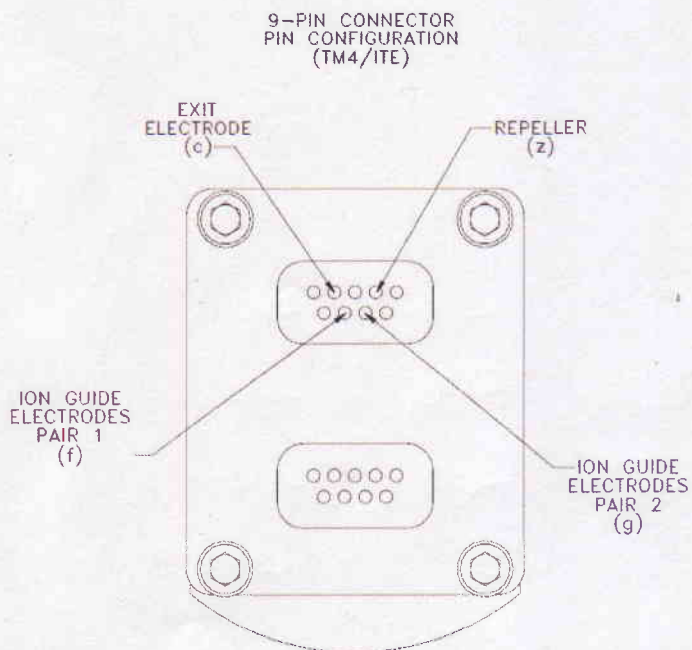 9-PIN CONNECTOR
PIN CONFIGURATION
(TM4/ITE)
EXIT
ELECTRODE
(c)
REPELLER
(z)
ION GUIDE
ELECTRODES
PAIR 1
(f)
ION GUIDE
ELECTRODES
PAIR 2
(g)